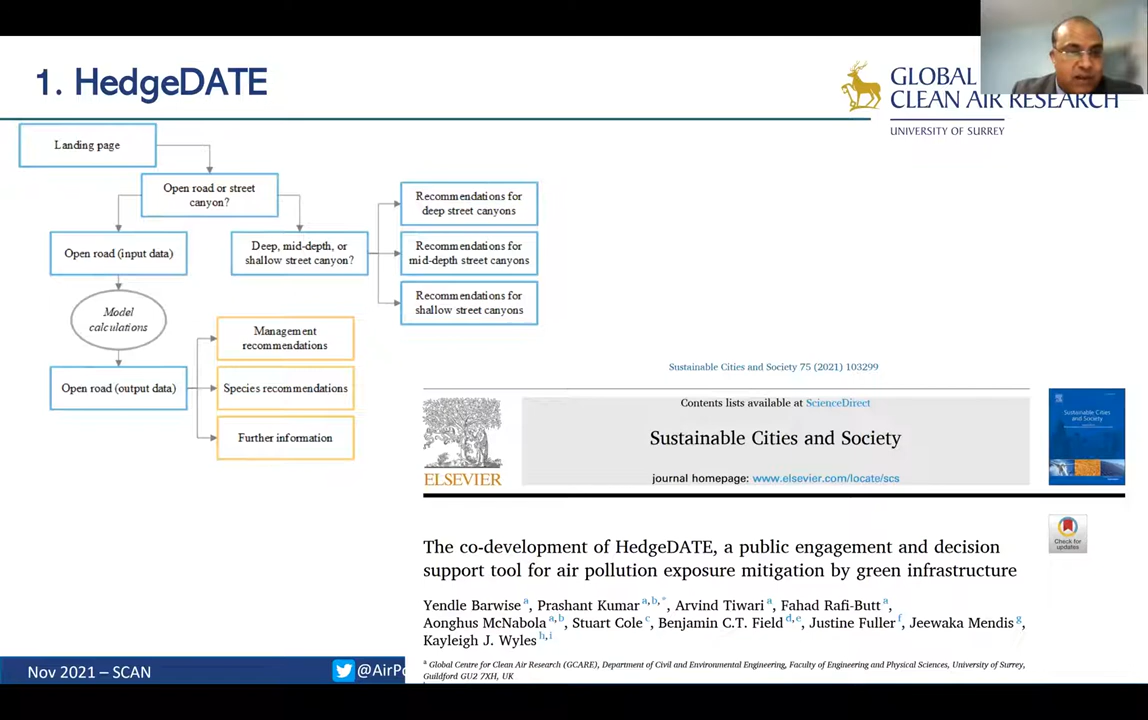 1. HedgeDATE
GLOBAL
CLEAN AIR RESEARCH
UNIVERSITY OF SURREY
Landing page
Open road or street
canyon?
Open road (input data)
Deep, mid-depth, or
shallow street canyon?
Recommendations for
deep street canyons
Recommendations for
mid-depth street canyons
Recommendations for
shallow street canyons
Model
calculations
Open road (output data)
Management
recommendations
Species recommendations
Further information
Sustainable Cities and Society 75 (2021) 103299
Contents lists available at ScienceDirect
Sustainable Cities and Society
journal homepage: www.elsevier.com/locate/scs
ELSEVIER
Sustainable Cities and Society
Check for
updates
The co-development of HedgeDATE, a public engagement and decision
support tool for air pollution exposure mitigation by green infrastructure
Yendle Barwise a, Prashant Kumar a,b,*, Arvind Tiwari a, Fahad Rafi-Butt a,
Aonghus McNabola a,b, Stuart Cole c, Benjamin C.T. Field d,e, Justine Fuller f, Jeewaka Mendis g,
Kayleigh J. Wyles h,i
a Global Centre for Clean Air Research (GCARE), Department of Civil and Environmental Engineering, Faculty of Engineering and Physical Sciences, University of Surrey,
Guildford GU2 7XH, UK
Nov 2021 – SCAN
@AirPo